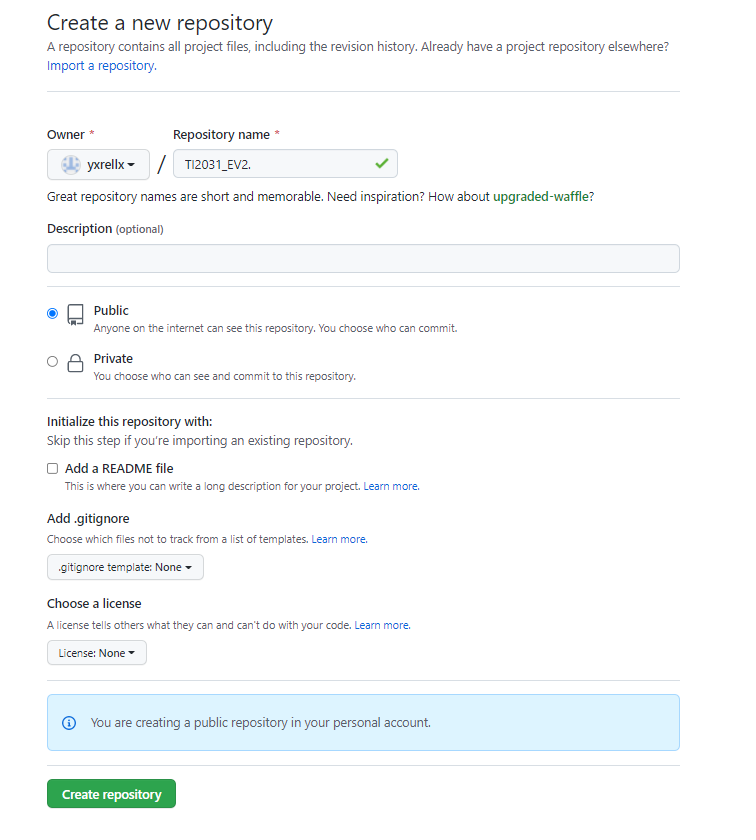 Create a new repository
A repository contains all project files, including the revision history. Already have a project repository elsewhere?
Import a repository.
Owner * Repository name *
yxrellx / TI2031_EV2.
Great repository names are short and memorable. Need inspiration? How about upgraded-waffle?
Description (optional)
Public
Anyone on the internet can see this repository. You choose who can commit.
Private
You choose who can see and commit to this repository.
Initialize this repository with:
Skip this step if you're importing an existing repository.
Add a README file
This is where you can write a long description for your project. Learn more.
Add .gitignore
Choose which files not to track from a list of templates. Learn more.
.gitignore template: None
Choose a license
A license tells others what they can and can't do with your code. Learn more.
License: None
You are creating a public repository in your personal account.
Create repository